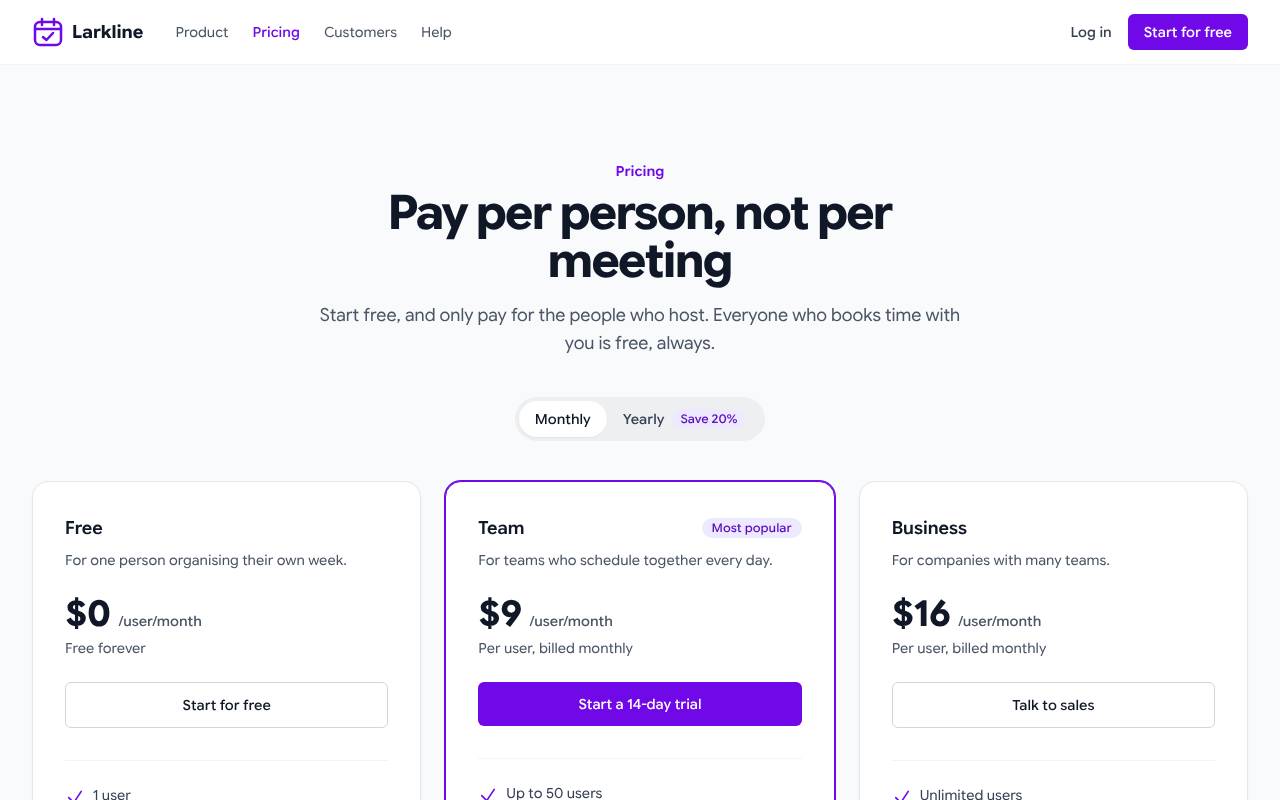 Larkline
Product
Pricing
Customers
Help
Log in
Start for free
Pricing
Pay per person, not per
meeting
Start free, and only pay for the people who host. Everyone who books time with
you is free, always.
Monthly
Yearly
Save 20%
Free
For one person organising their own week.
$0 /user/month
Free forever
Start for free
1 user
Team
Most popular
For teams who schedule together every day.
$9 /user/month
Per user, billed monthly
Start a 14-day trial
Up to 50 users
Business
For companies with many teams.
$16 /user/month
Per user, billed monthly
Talk to sales
Unlimited users